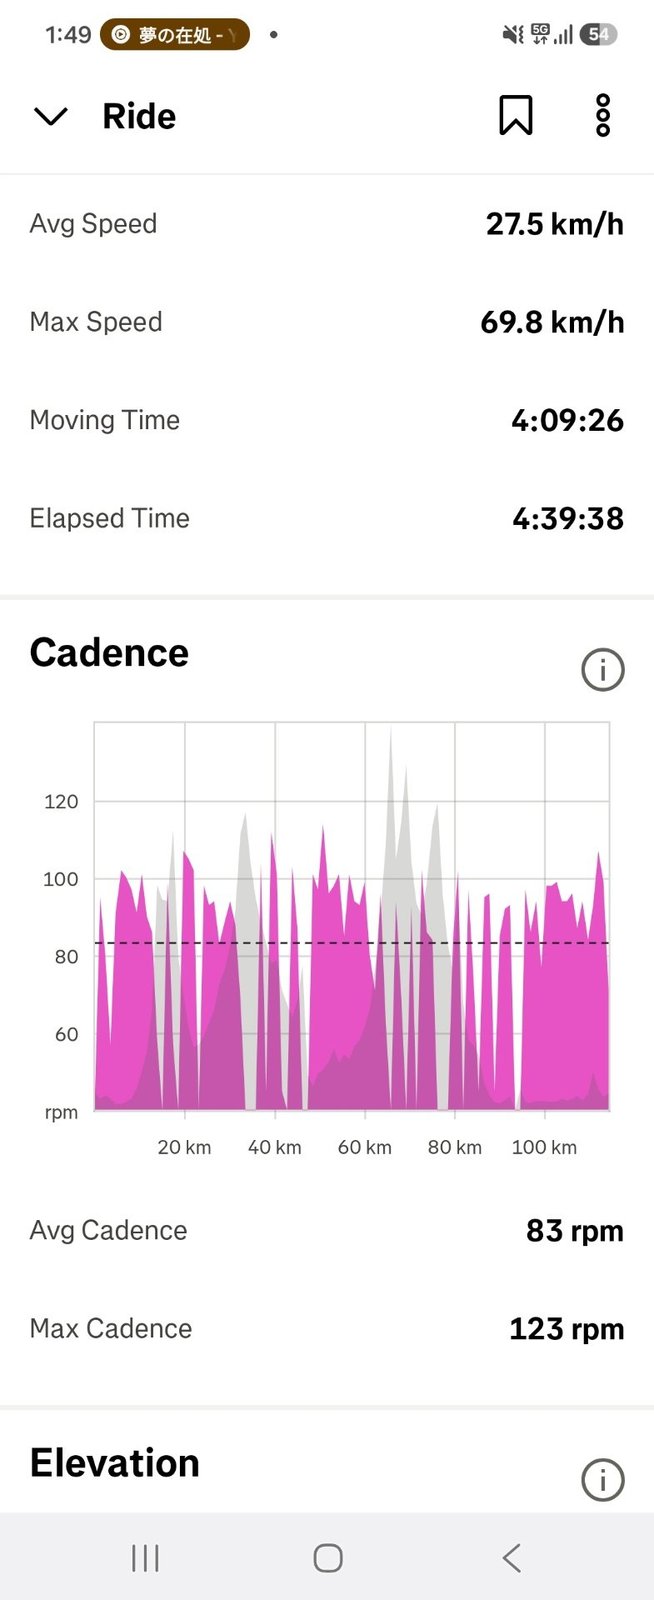 1:49 夢の在処 - Y 5G 54
Ride
Avg Speed 27.5 km/h
Max Speed 69.8 km/h
Moving Time 4:09:26
Elapsed Time 4:39:38
Cadence
120
100
80
60
rpm
20 km 40 km 60 km 80 km 100 km
Avg Cadence 83 rpm
Max Cadence 123 rpm
Elevation